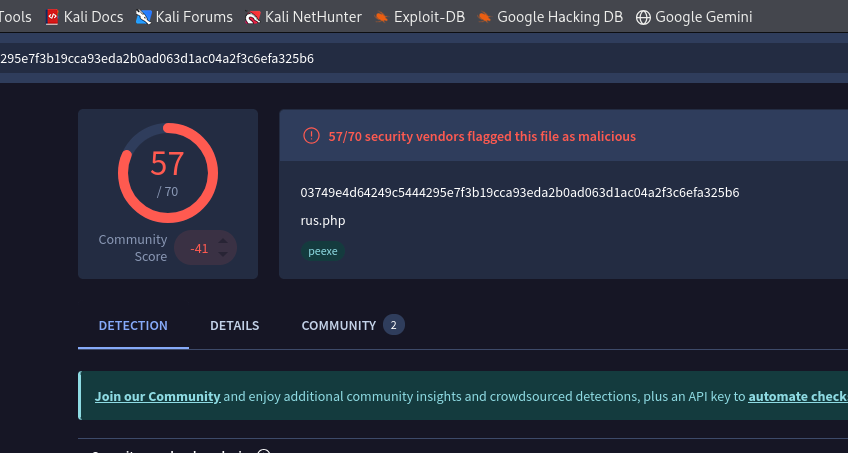 Tools Kali Docs Kali Forums Kali NetHunter Exploit-DB Google Hacking DB Google Gemini
295e7f3b19cca93eda2b0ad063d1ac04a2f3c6efa325b6
57
/ 70
Community
Score
-41
57/70 security vendors flagged this file as malicious
03749e4d64249c5444295e7f3b19cca93eda2b0ad063d1ac04a2f3c6efa325b6
rus.php
peexe
DETECTION DETAILS COMMUNITY 2
Join our Community and enjoy additional community insights and crowdsourced detections, plus an API key to automate check